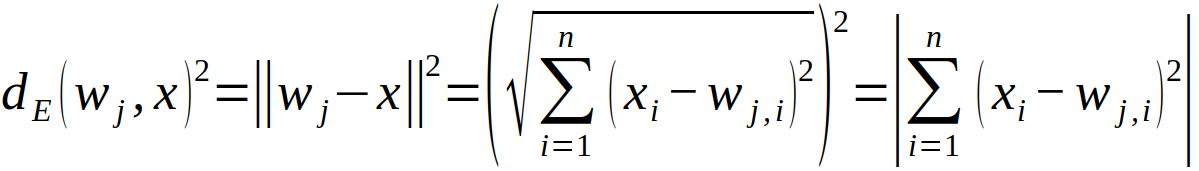 d_E(w_j, x)^2 = ||w_j − x||^2 = (√(∑_{i=1}^{n} (x_i − w_{j,i})^2))^2 = |∑_{i=1}^{n} (x_i − w_{j,i})^2|